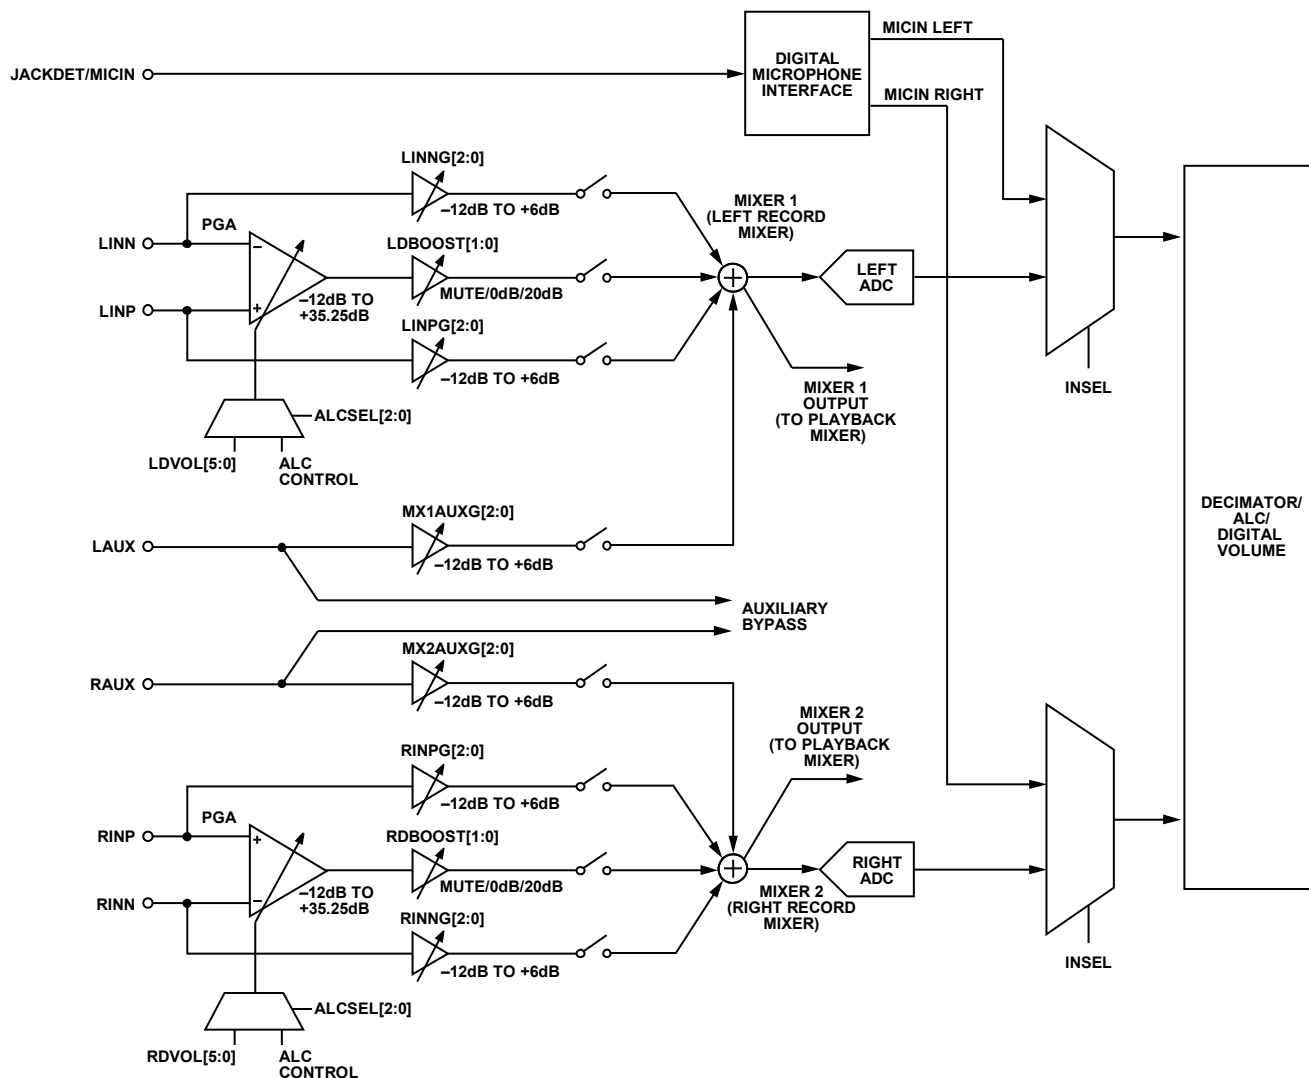 MICIN LEFT
JACKDET/MICIN
DIGITAL
MICROPHONE
INTERFACE
MICIN RIGHT
LINNG[2:0]
–12dB TO +6dB
PGA
LINN
–
LINP
+
–12dB TO
+35.25dB
LDBOOST[1:0]
MUTE/0dB/20dB
LINPG[2:0]
–12dB TO +6dB
MIXER 1
(LEFT RECORD
MIXER)
+
LEFT
ADC
INSEL
MIXER 1
OUTPUT
(TO PLAYBACK
MIXER)
ALCSEL[2:0]
LDVOL[5:0]
ALC
CONTROL
DECIMATOR/
ALC/
DIGITAL
VOLUME
MX1AUXG[2:0]
LAUX
–12dB TO +6dB
AUXILIARY
BYPASS
MX2AUXG[2:0]
RAUX
–12dB TO +6dB
MIXER 2
OUTPUT
(TO PLAYBACK
MIXER)
RINPG[2:0]
–12dB TO +6dB
PGA
RINP
+
RINN
–
–12dB TO
+35.25dB
RDBOOST[1:0]
MUTE/0dB/20dB
RINNG[2:0]
–12dB TO +6dB
+
RIGHT
ADC
MIXER 2
(RIGHT RECORD
MIXER)
INSEL
ALCSEL[2:0]
RDVOL[5:0]
ALC
CONTROL